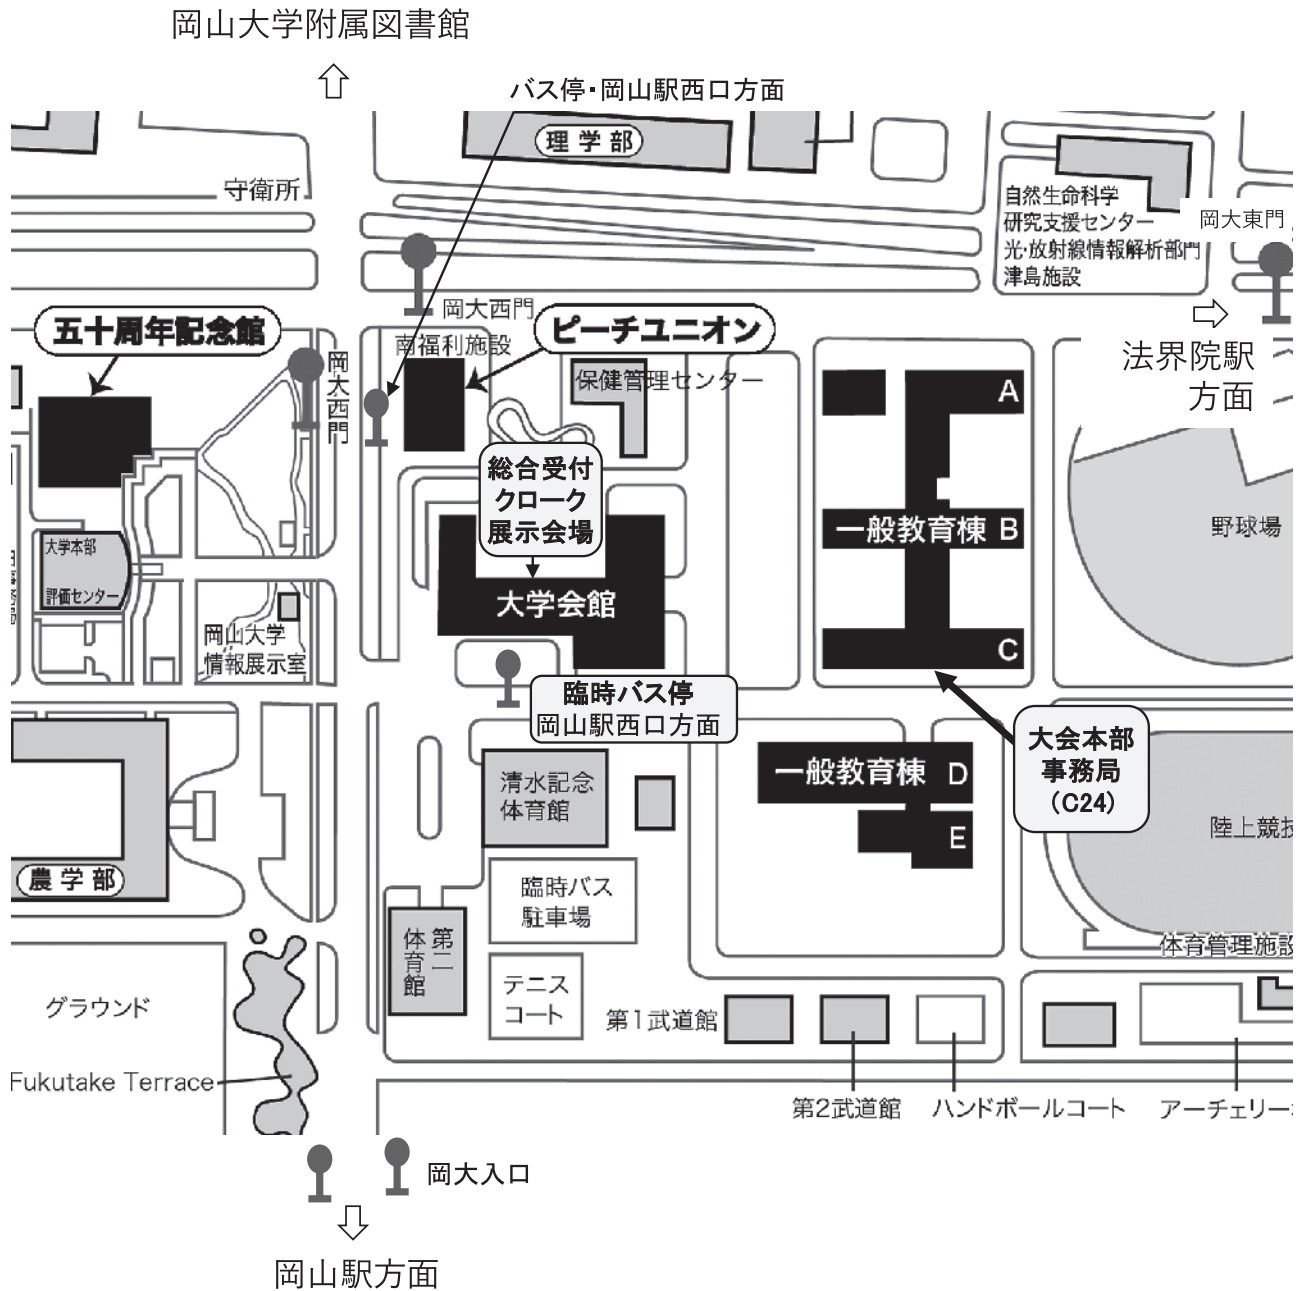 岡山大学附属図書館
バス停・岡山駅西口方面
理学部
守衛所
自然生命科学
研究支援センター
光・放射線情報解析部門
津島施設
岡大東門
岡大西門
五十周年記念館
ピーチユニオン
南福利施設
岡大西門
保健管理センター
法界院駅
方面
A
総合受付
クローク
展示会場
一般教育棟 B
野球場
大学本部
評価センター
大学会館
岡山大学
情報展示室
C
臨時バス停
岡山駅西口方面
大会本部
事務局
(C24)
一般教育棟 D
清水記念
体育館
E
陸上競技
農学部
臨時バス
駐車場
第二
体育館
体育管理施設
グラウンド
テニス
コート
第1武道館
Fukutake Terrace
第2武道館
ハンドボールコート
アーチェリー
岡大入口
岡山駅方面